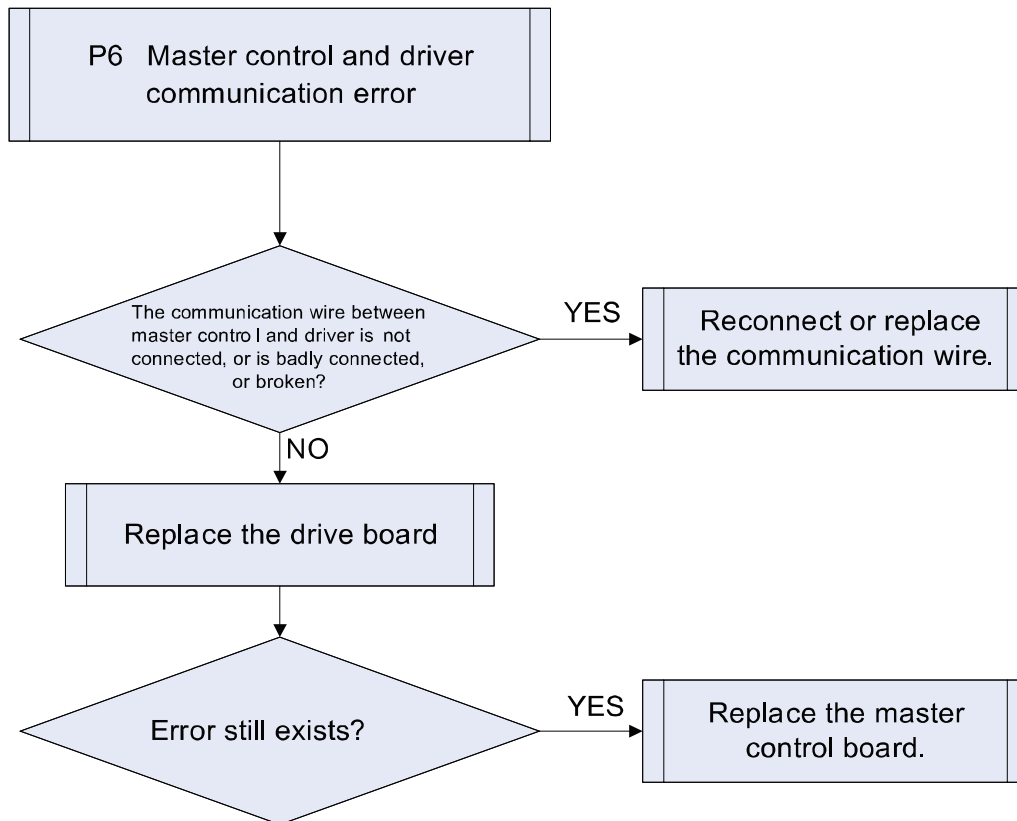 P6 Master control and driver
communication error
The communication wire between
master control and driver is not
connected, or is badly connected,
or broken?
YES
Reconnect or replace
the communication wire.
NO
Replace the drive board
Error still exists?
YES
Replace the master
control board.